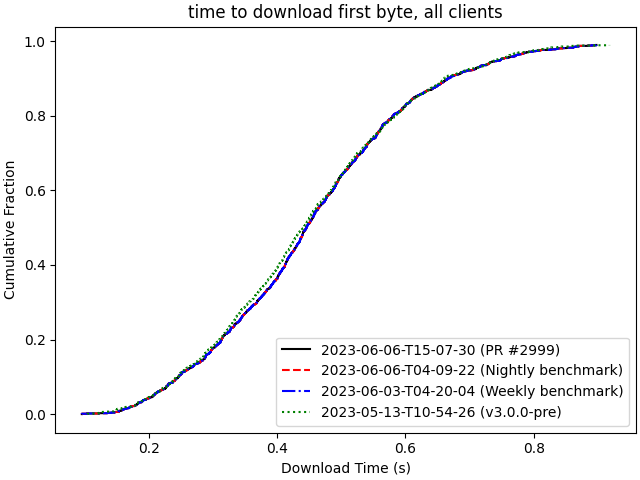 time to download first byte, all clients
1.0
0.8
0.6
0.4
0.2
0.0
Cumulative Fraction
2023-06-06-T15-07-30 (PR #2999)
2023-06-06-T04-09-22 (Nightly benchmark)
2023-06-03-T04-20-04 (Weekly benchmark)
2023-05-13-T10-54-26 (v3.0.0-pre)
0.2 0.4 0.6 0.8
Download Time (s)